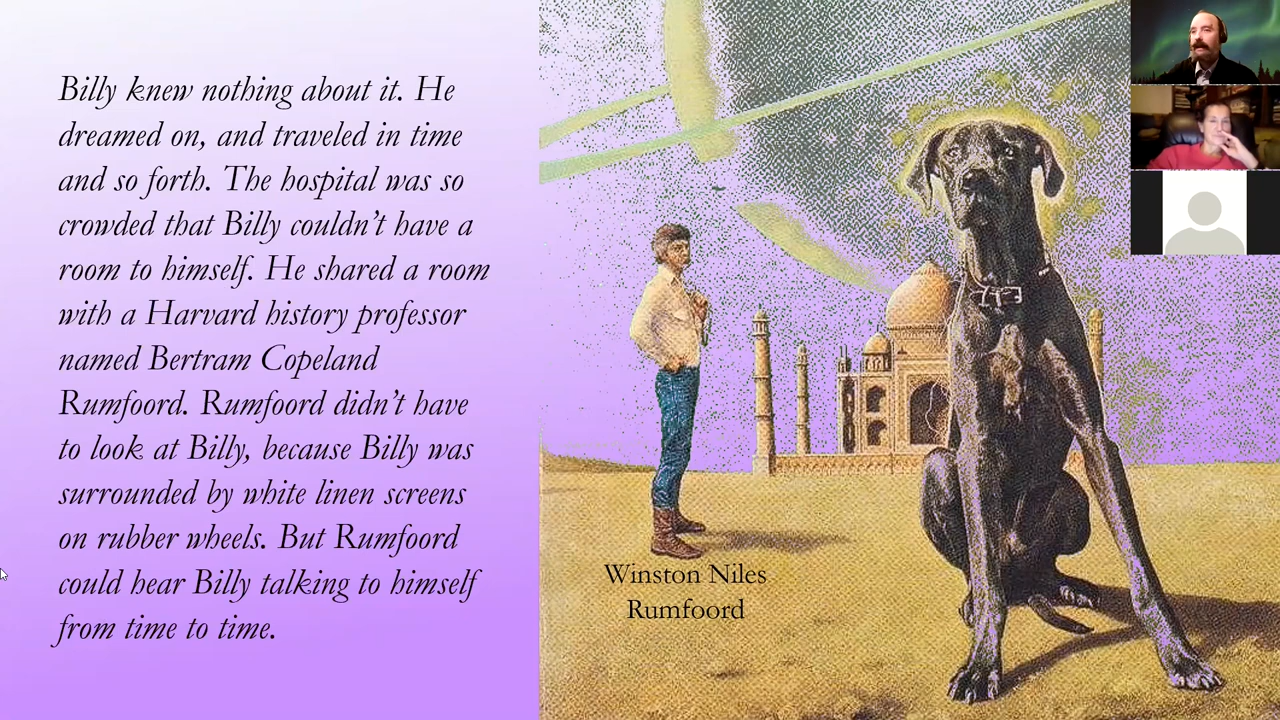 Billy knew nothing about it. He
dreamed on, and traveled in time
and so forth. The hospital was so
crowded that Billy couldn’t have a
room to himself. He shared a room
with a Harvard history professor
named Bertram Copeland
Rumfoord. Rumfoord didn’t have
to look at Billy, because Billy was
surrounded by white linen screens
on rubber wheels. But Rumfoord
could hear Billy talking to himself
from time to time.
Winston Niles
Rumfoord